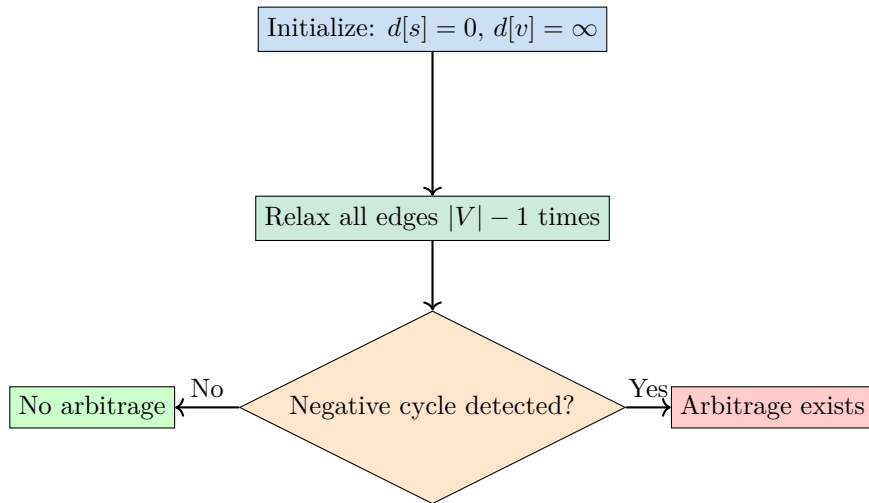 Initialize: d[s] = 0, d[v] = ∞
Relax all edges |V| − 1 times
No
Yes
No arbitrage
Negative cycle detected?
Arbitrage exists